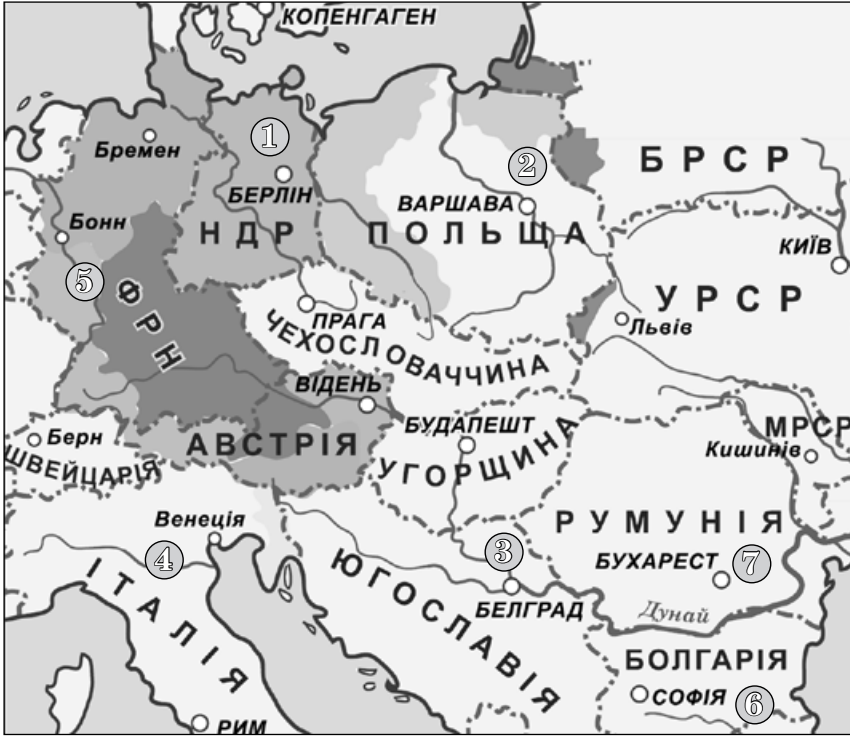 КОПЕНГАГЕН
Бремен
1
БЕРЛІН
2
БРСР
ВАРШАВА
Бонн
НДР
ПОЛЬЩА
КИЇВ
5
ФРН
УРСР
ПРАГА
Львів
ЧЕХОСЛОВАЧЧИНА
ВІДЕНЬ
БУДАПЕШТ
МРСР
Берн
АВСТРІЯ
УГОРЩИНА
Кишинів
ШВЕЙЦАРІЯ
Венеція
РУМУНІЯ
4
3
БУХАРЕСТ
7
ІТАЛІЯ
ЮГОСЛАВІЯ
БЕЛГРАД
Дунай
БОЛГАРІЯ
СОФІЯ
6
РИМ